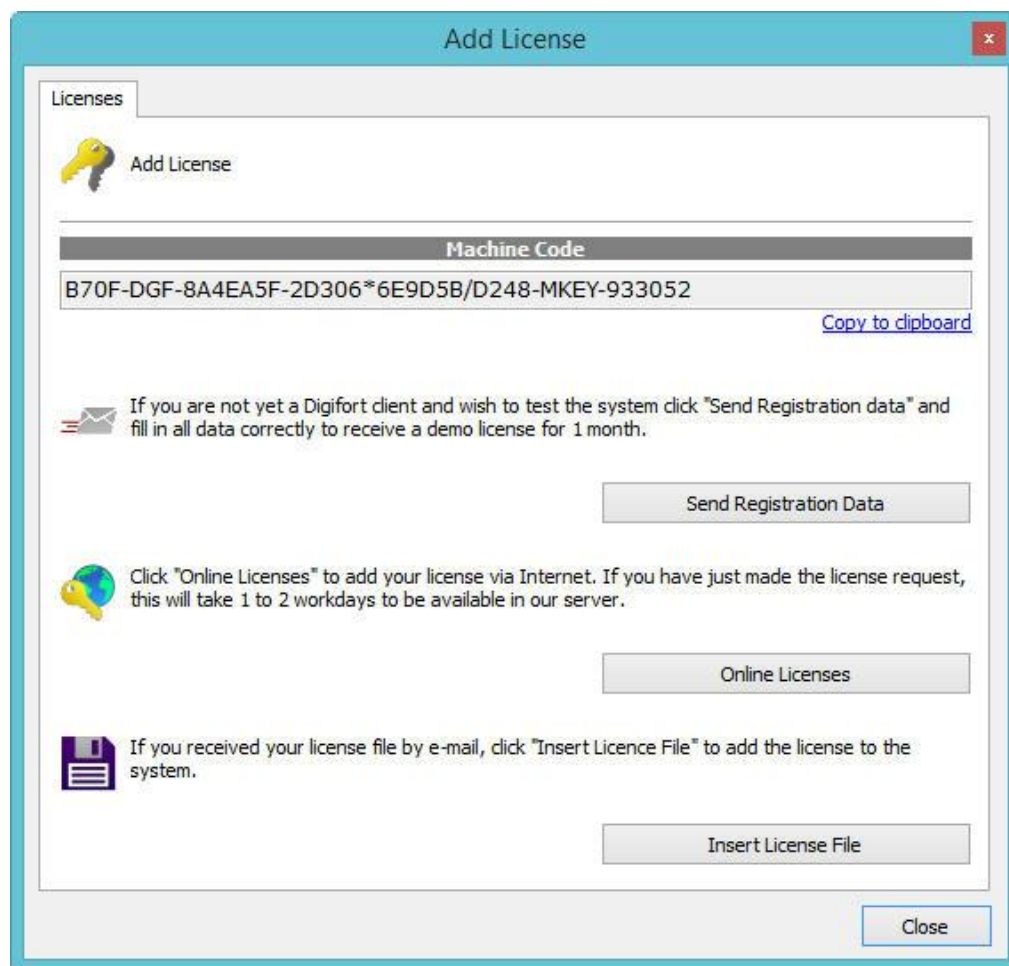 Add License
x
Licenses
Add License
Machine Code
B70F-DGF-8A4EA5F-2D306*6E9D5B/D248-MKEY-933052
Copy to clipboard
If you are not yet a Digifort client and wish to test the system click "Send Registration data" and
fill in all data correctly to receive a demo license for 1 month.
Send Registration Data
Click "Online Licenses" to add your license via Internet. If you have just made the license request,
this will take 1 to 2 workdays to be available in our server.
Online Licenses
If you received your license file by e-mail, click "Insert Licence File" to add the license to the
system.
Insert License File
Close